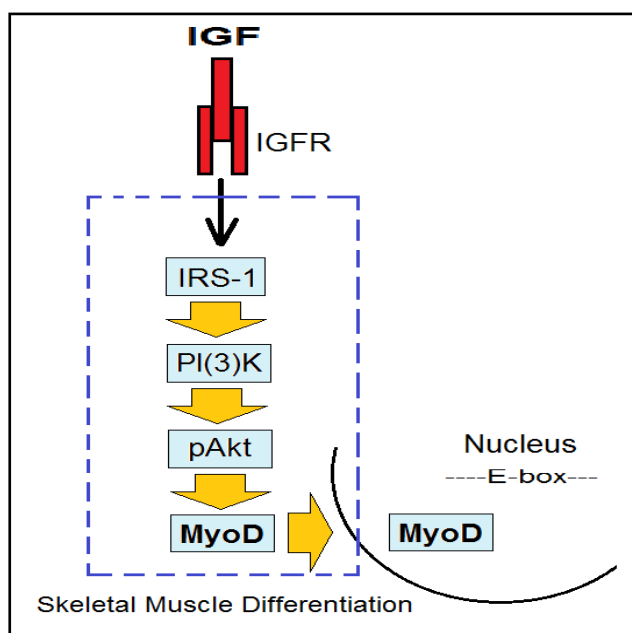 IGF
IGFR
IRS-1
PI(3)K
pAkt
MyoD
Nucleus
----E-box---
MyoD
Skeletal Muscle Differentiation